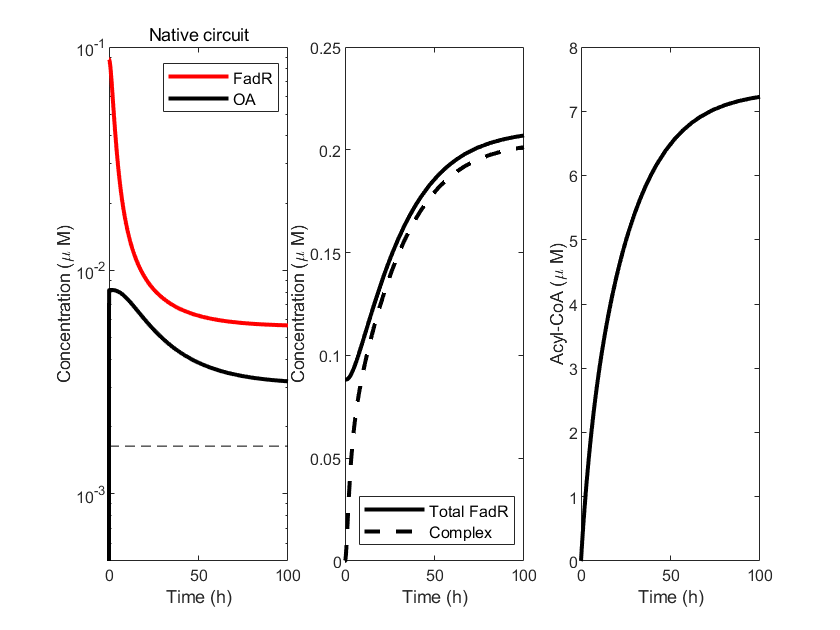 Native circuit
10-1
10-2
10-3
Concentration (μ M)
FadR
OA
0
50
100
Time (h)
0.25
0.2
0.15
0.1
0.05
0
Concentration (μ M)
Total FadR
Complex
0
50
100
Time (h)
8
7
6
5
4
3
2
1
0
Acyl-CoA (μ M)
0
50
100
Time (h)